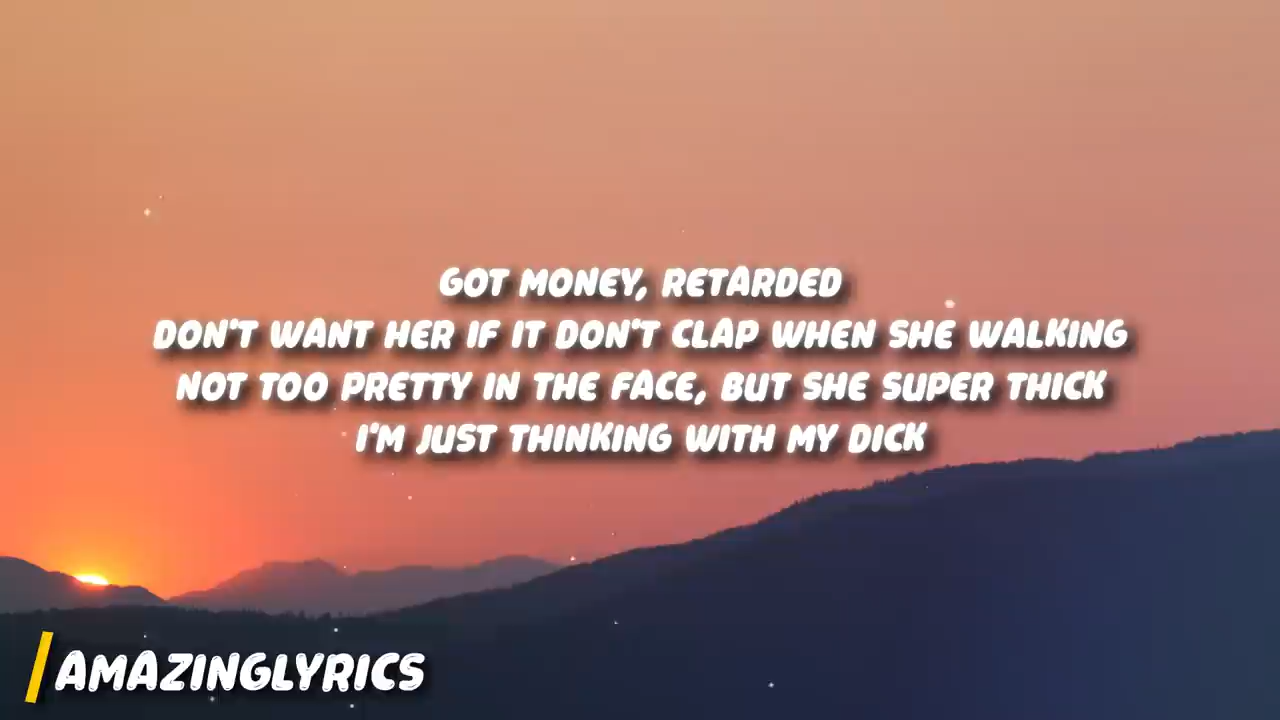 GOT MONEY, RETARDED
DON'T WANT HER IF IT DON'T CLAP WHEN SHE WALKING
NOT TOO PRETTY IN THE FACE, BUT SHE SUPER THICK
I'M JUST THINKING WITH MY DICK
AMAZINGLYRICS